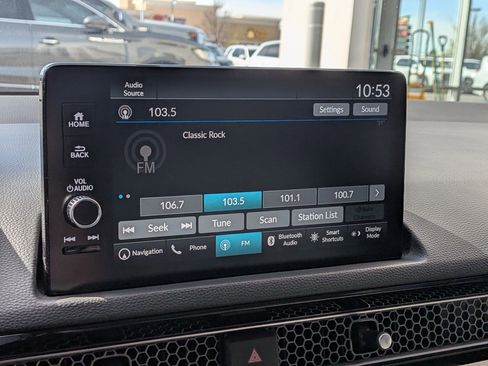 Audio
Source
10:53
103.5
Settings
Sound
HOME
BACK
VOL
AUDIO
Classic Rock
FM
106.7
103.5
101.1
100.7
Seek
Tune
Scan
Station List
Navigation
Phone
FM
Bluetooth
Audio
Smart
Shortcuts
Display
Mode